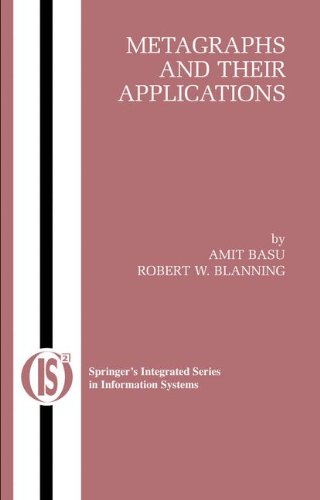 METAGRAPHS
AND THEIR
APPLICATIONS
by
AMIT BASU
ROBERT W. BLANNING
IS2
Springer's Integrated Series
in Information Systems